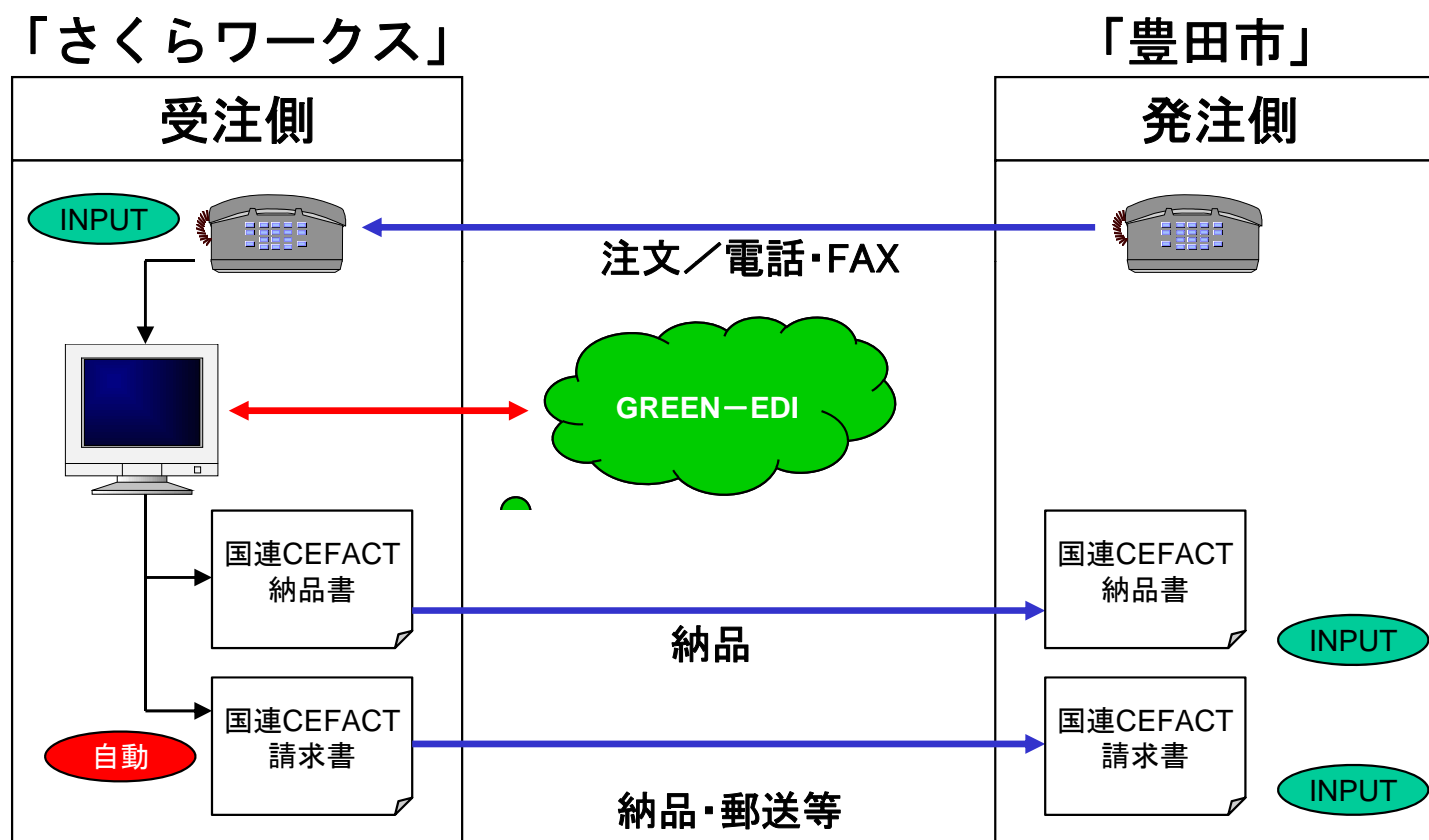 「さくらワークス」
「豊田市」
受注側
発注側
INPUT
注文／電話・FAX
GREEN－EDI
国連CEFACT
納品書
国連CEFACT
納品書
納品
INPUT
国連CEFACT
請求書
国連CEFACT
請求書
自動
納品・郵送等
INPUT